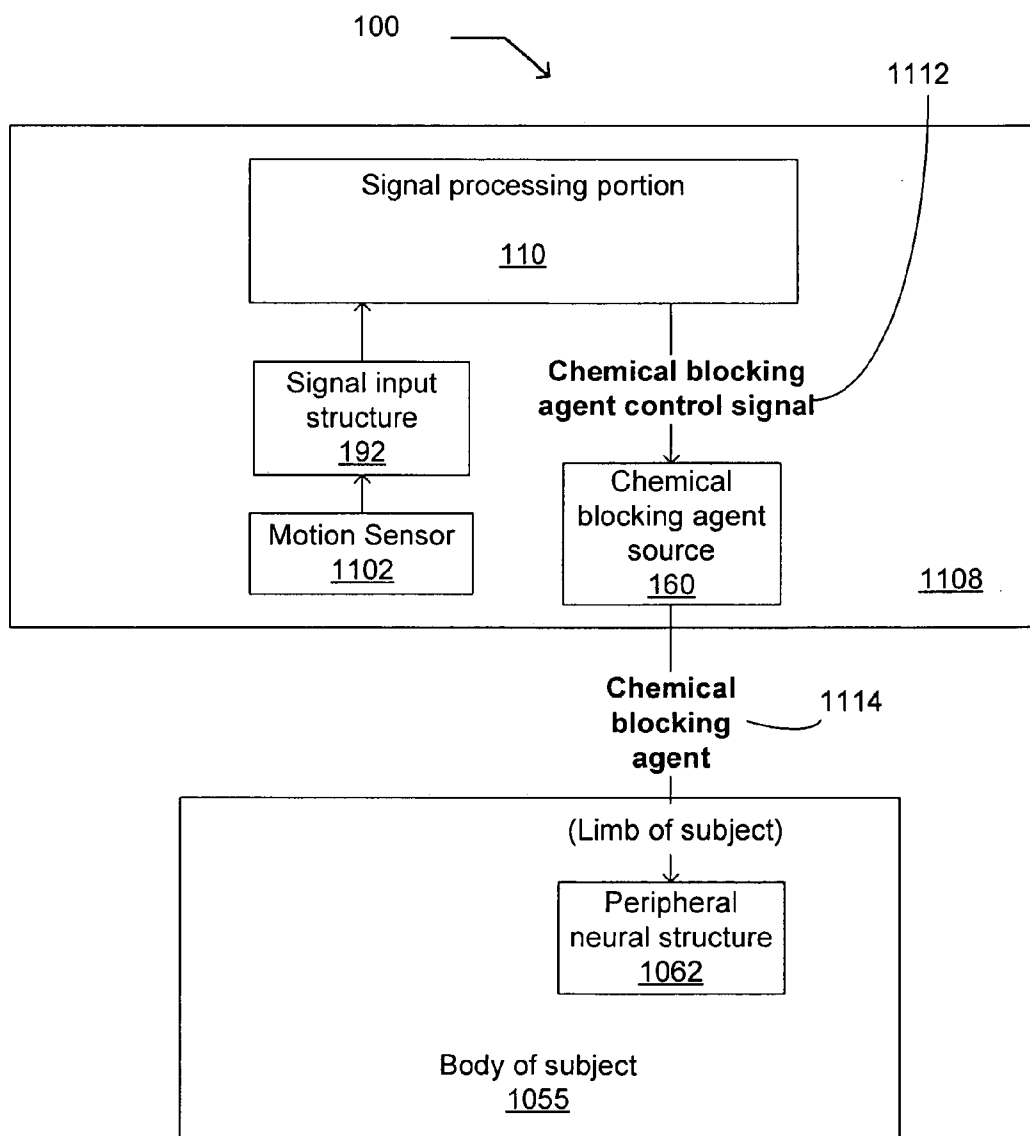 100
1112
Signal processing portion
110
Chemical blocking
agent control signal
Signal input
structure
192
Chemical
blocking agent
source
160
Motion Sensor
1102
1108
Chemical
blocking
agent
1114
(Limb of subject)
Peripheral
neural structure
1062
Body of subject
1055